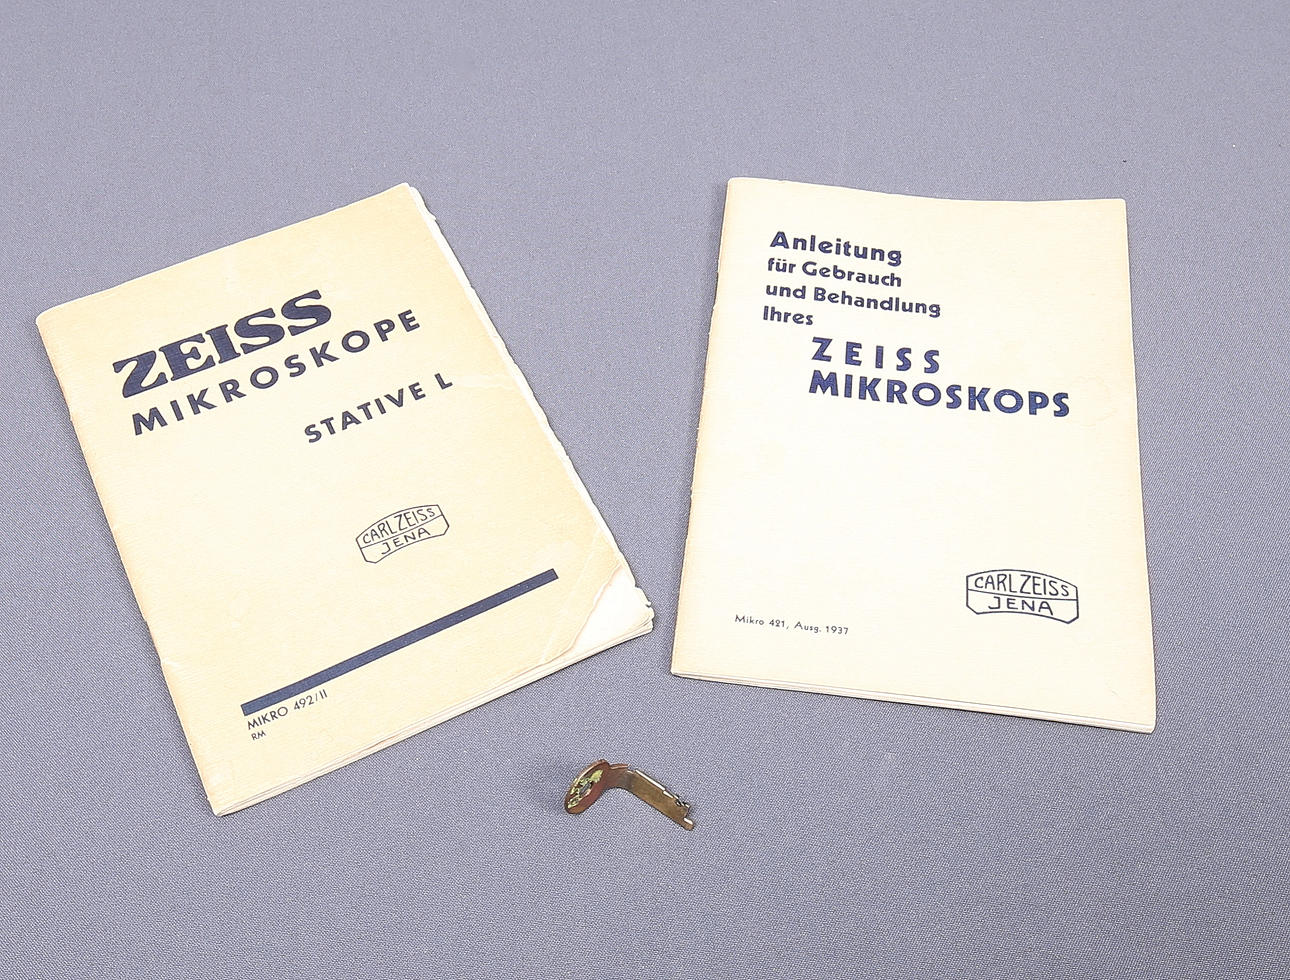 ZEISS
MIKROSKOPE
STATIVE L
CARL ZEISS
JENA
MIKRO 492/II
RM
Anleitung
für Gebrauch
und Behandlung
Ihres
ZEISS
MIKROSKOPS
CARL ZEISS
JENA
Mikro 421, Ausg. 1937